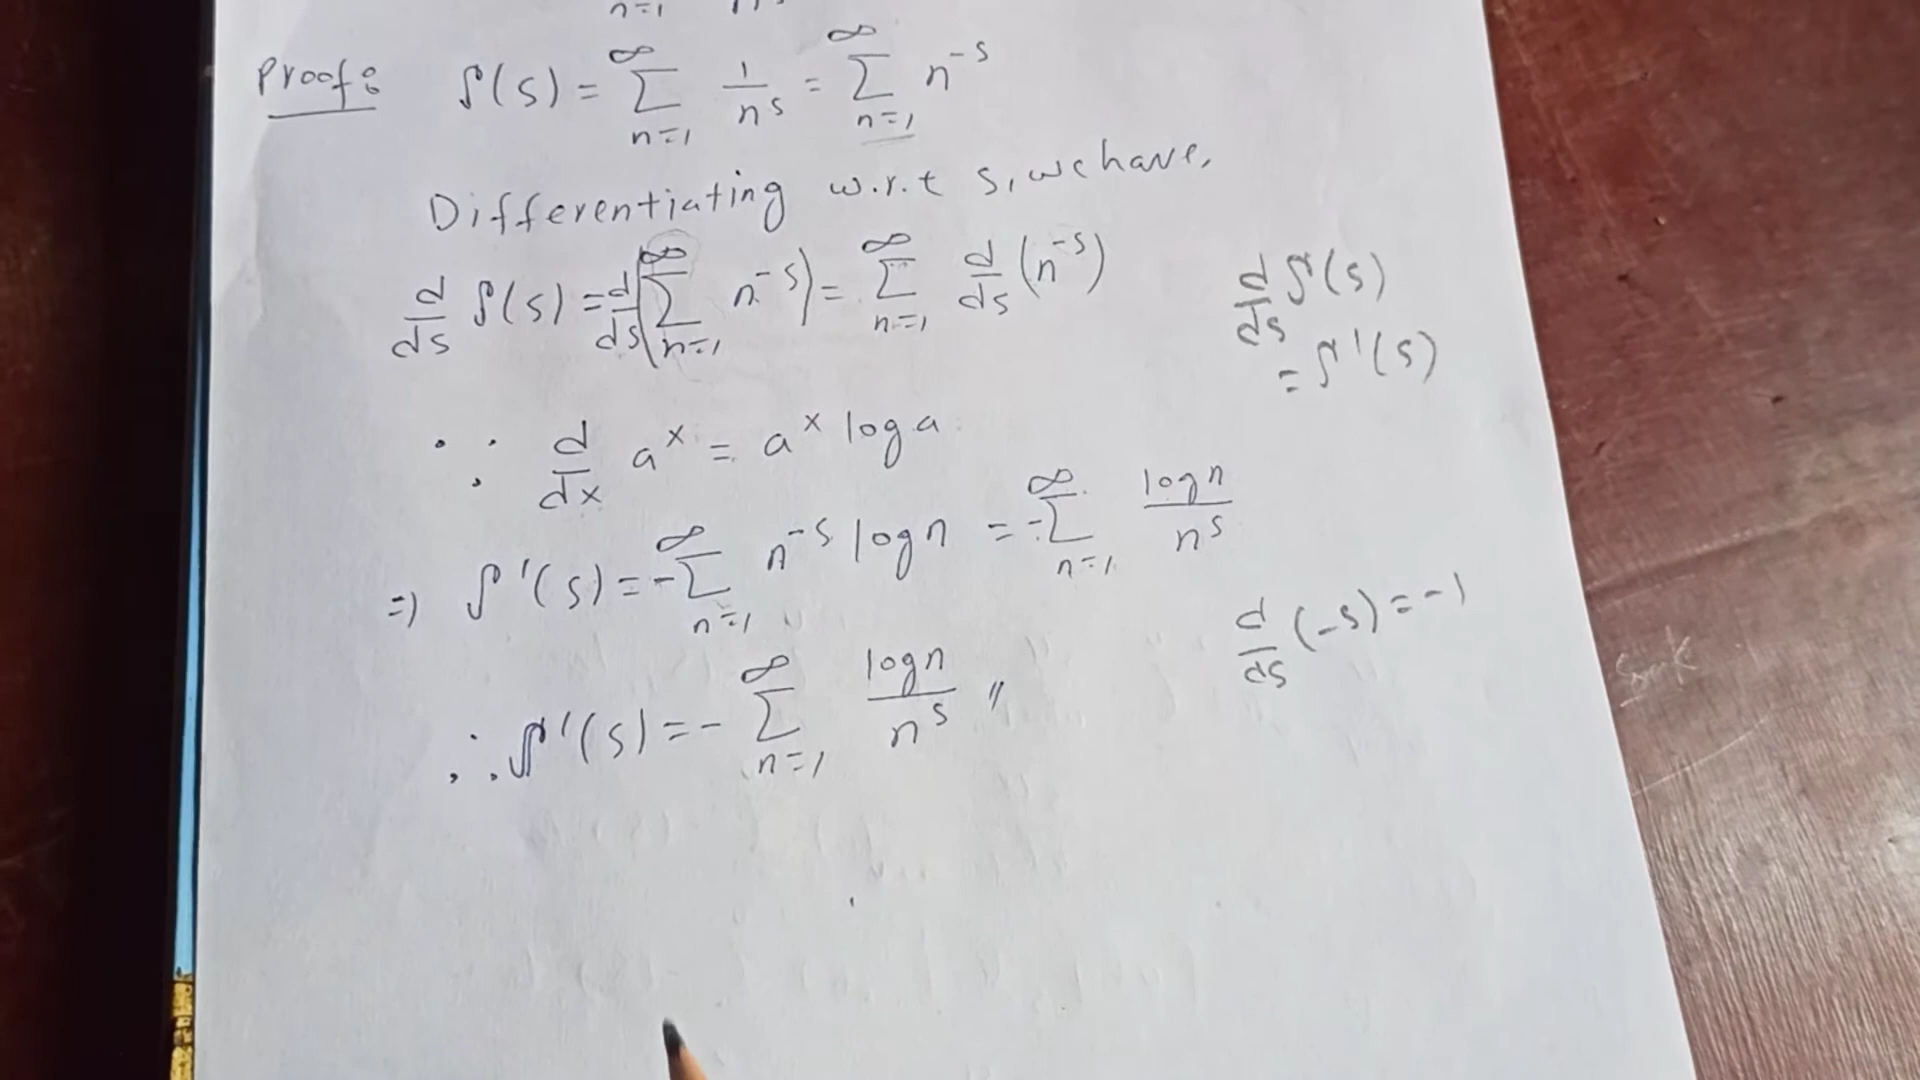 n=1
Proof: ζ(s) = ∑_{n=1}^{∞} 1/n^s = ∑_{n=1}^{∞} n^{-s}
Differentiating w.r.t s, we have,
d/ds ζ(s) = d/ds(∑_{n=1}^{∞} n^{-s}) = ∑_{n=1}^{∞} d/ds (n^{-s})
d/ds ζ(s)
= ζ'(s)
∵ d/dx a^x = a^x log a
⇒ ζ'(s) = -∑_{n=1}^{∞} n^{-s} log n = -∑_{n=1}^{∞} log n/n^s
d/ds (-s) = -1
∴ ζ'(s) = - ∑_{n=1}^{∞} log n/n^s //